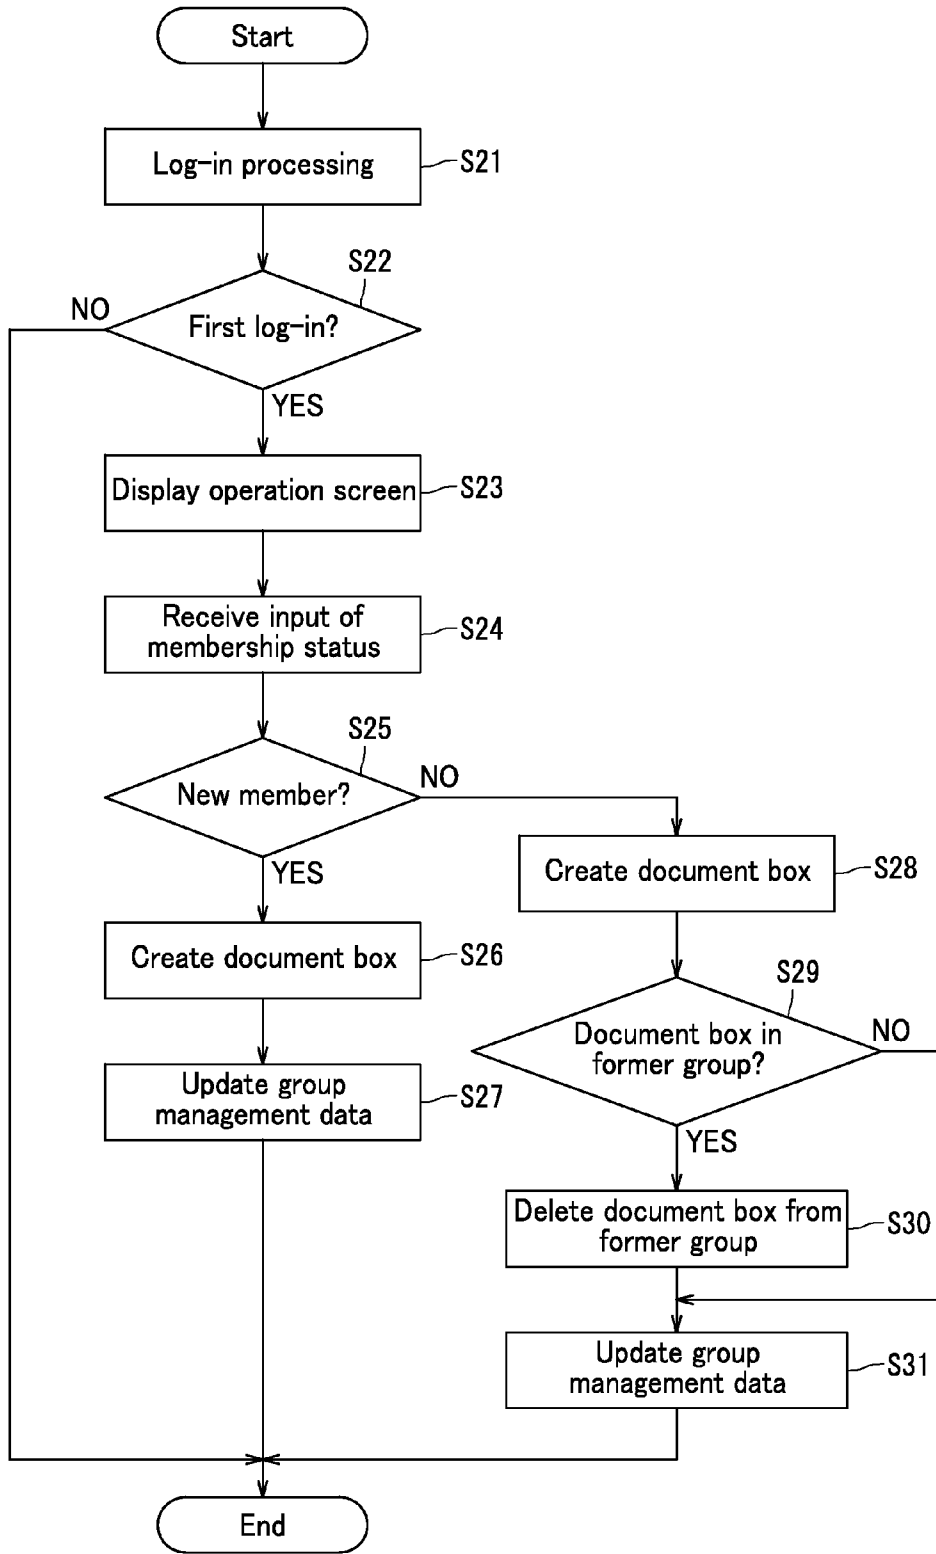 Start
Log-in processing
S21
S22
NO
First log-in?
YES
Display operation screen
S23
Receive input of
membership status
S24
S25
New member?
NO
YES
Create document box
S28
Create document box
S26
S29
Document box in
former group?
NO
Update group
management data
S27
YES
Delete document box from
former group
S30
Update group
management data
S31
End